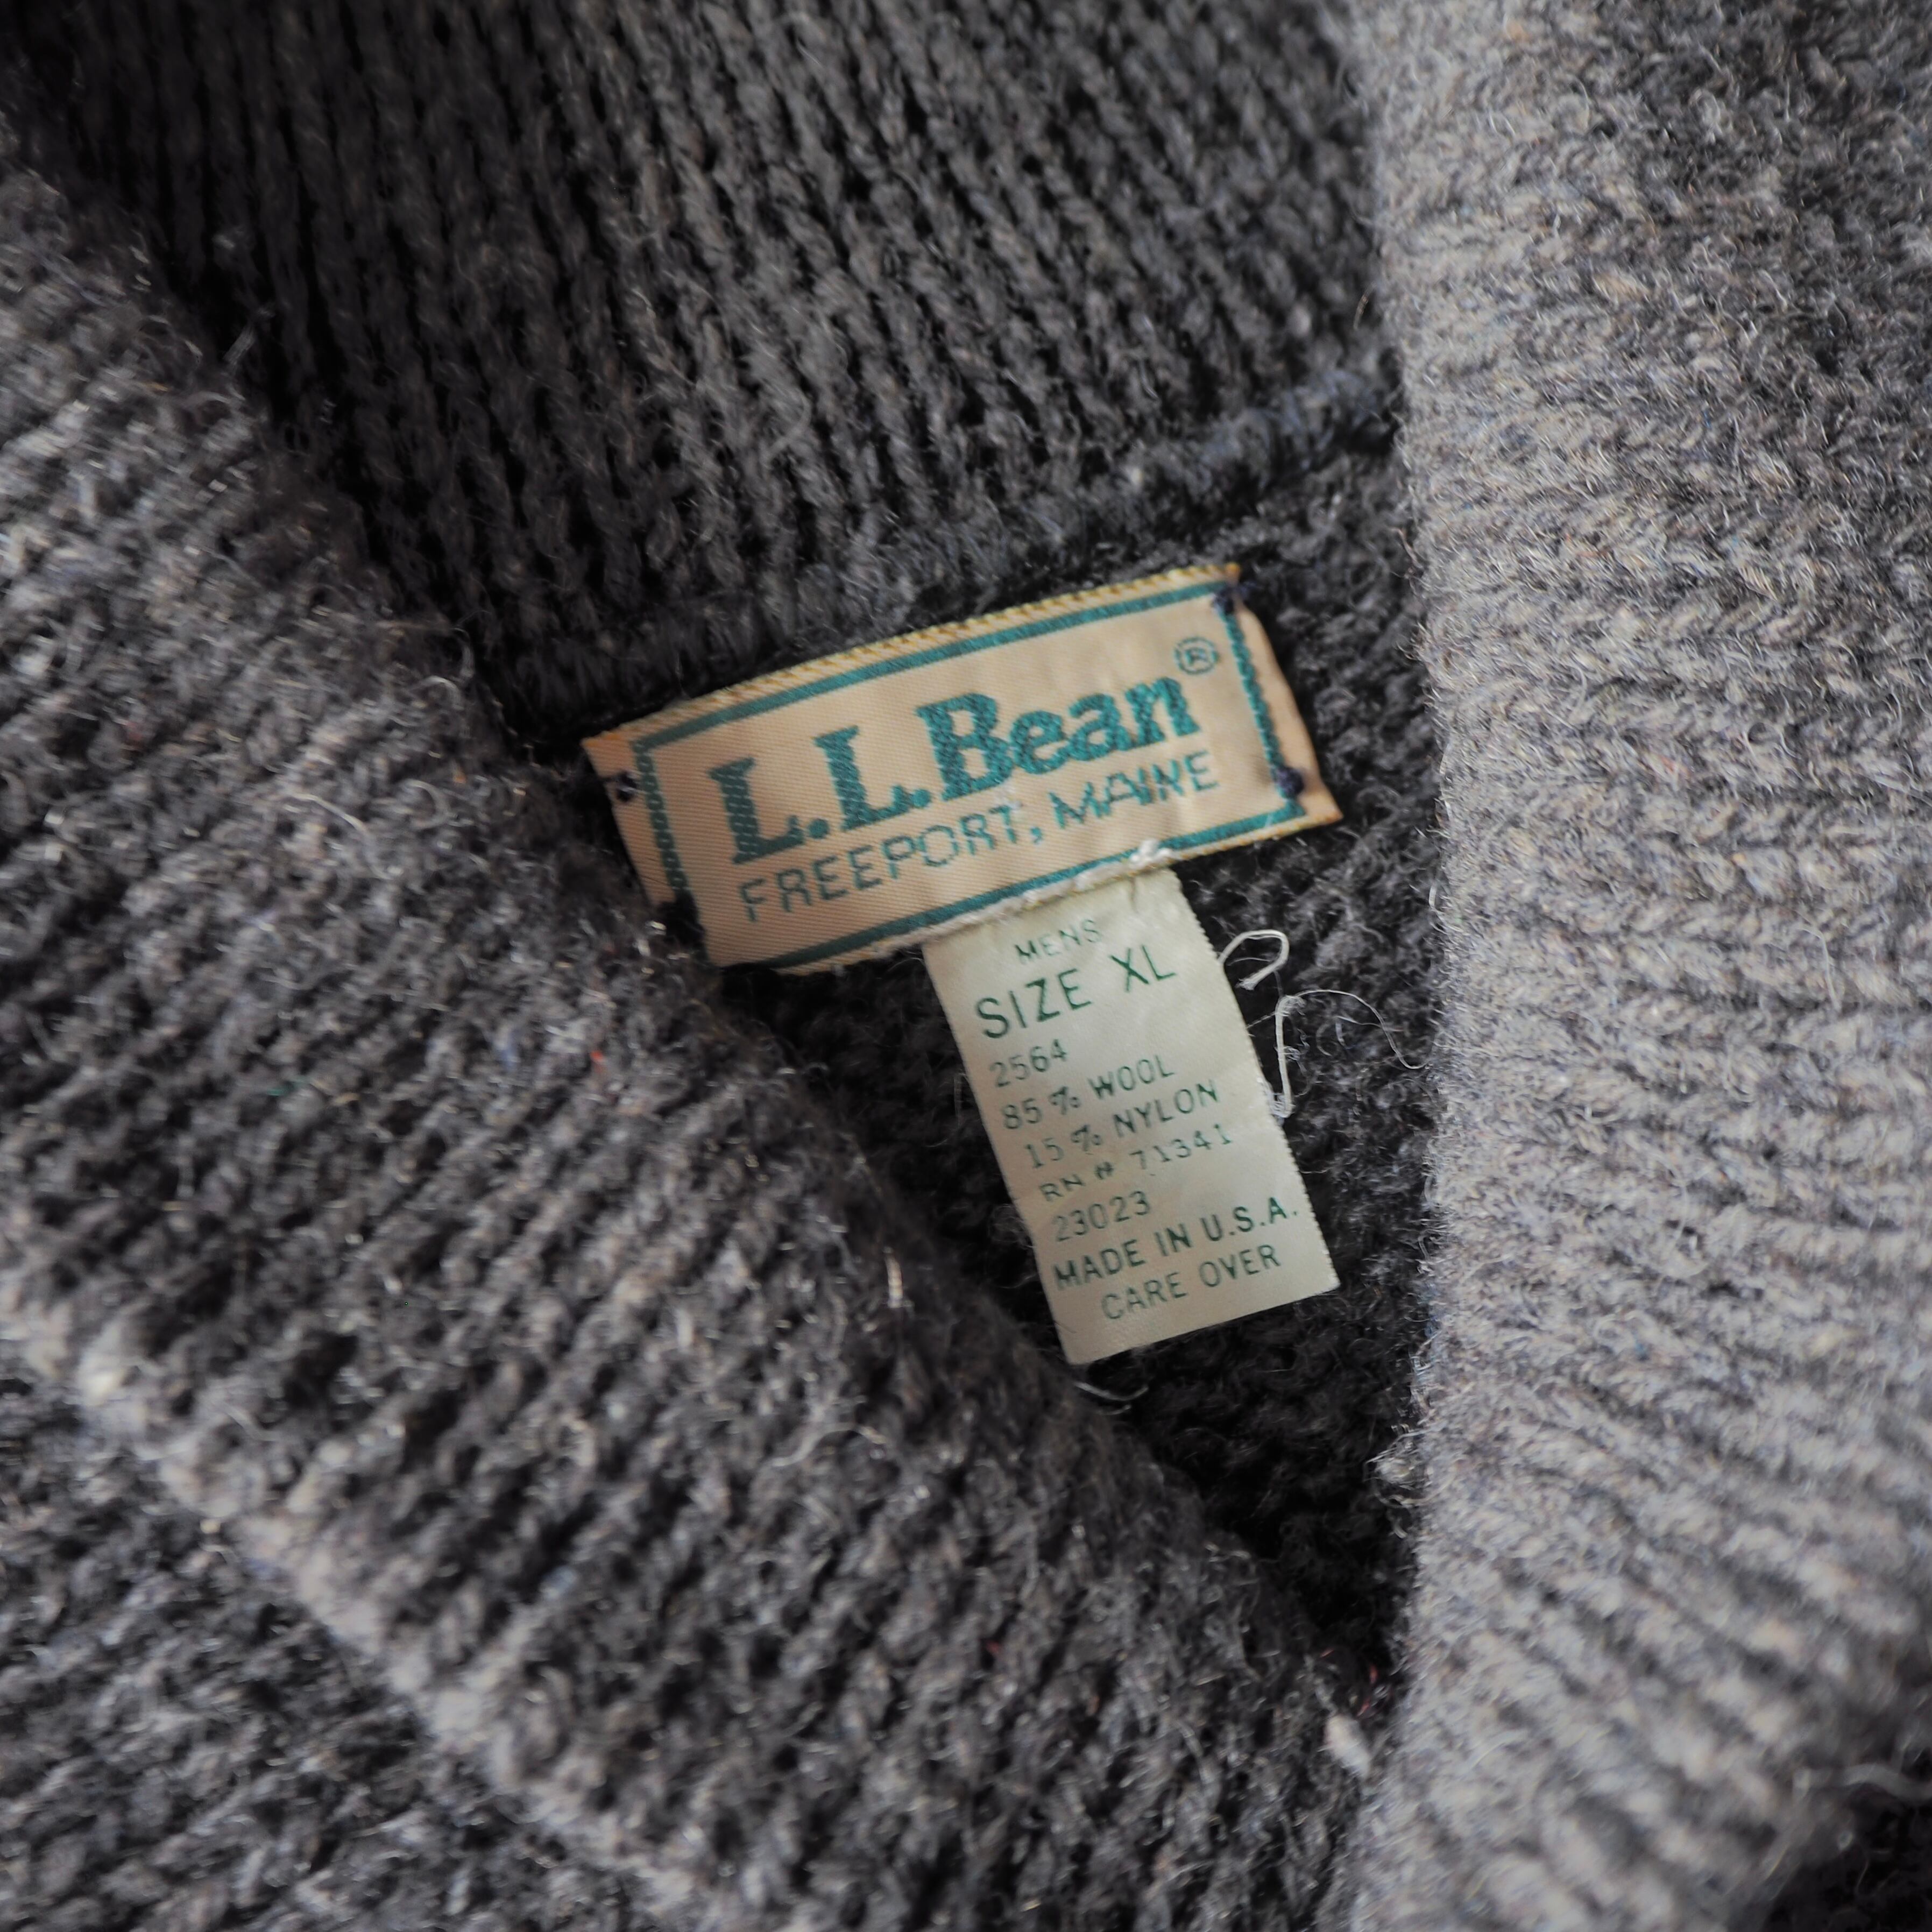 L.L.Bean®
FREEPORT, MAINE
MENS
SIZE XL
2564
85 % WOOL
15 % NYLON
RN # 71341
23023
MADE IN U.S.A.
CARE OVER